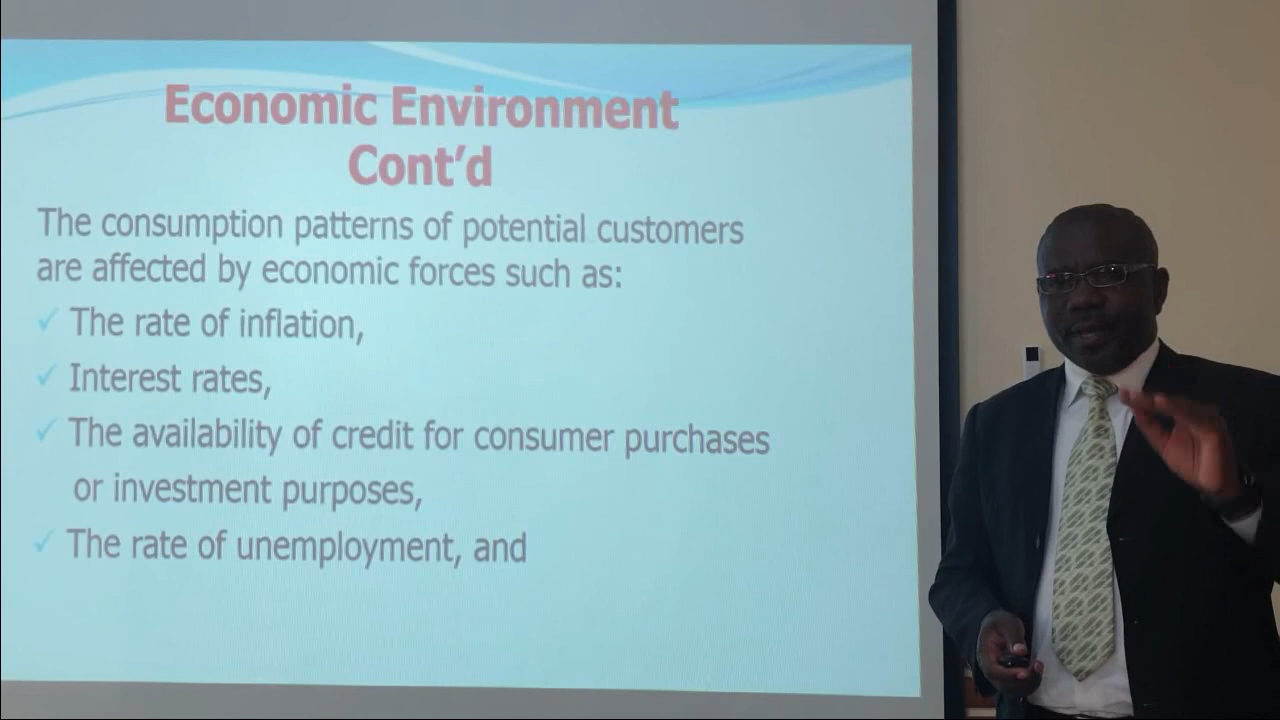 Economic Environment
Cont’d
The consumption patterns of potential customers
are affected by economic forces such as:
✓ The rate of inflation,
✓ Interest rates,
✓ The availability of credit for consumer purchases
or investment purposes,
✓ The rate of unemployment, and